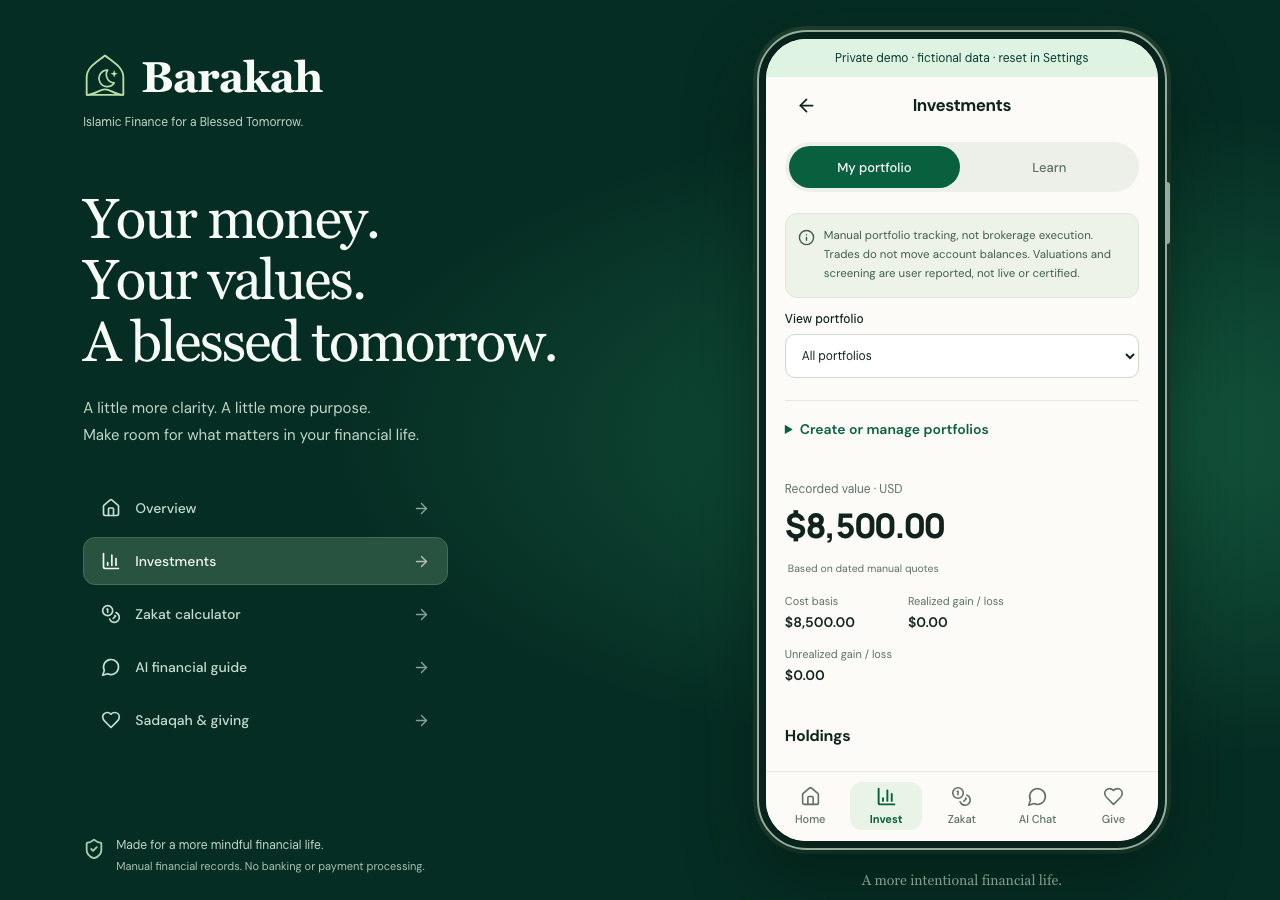 Barakah
Islamic Finance for a Blessed Tomorrow.
Your money.
Your values.
A blessed tomorrow.
A little more clarity. A little more purpose.
Make room for what matters in your financial life.
Overview
Investments
Zakat calculator
AI financial guide
Sadaqah & giving
Made for a more mindful financial life.
Manual financial records. No banking or payment processing.
Private demo · fictional data · reset in Settings
Investments
My portfolio
Learn
Manual portfolio tracking, not brokerage execution.
Trades do not move account balances. Valuations and
screening are user reported, not live or certified.
View portfolio
All portfolios
Create or manage portfolios
Recorded value · USD
$8,500.00
Based on dated manual quotes
Cost basis
$8,500.00
Realized gain / loss
$0.00
Unrealized gain / loss
$0.00
Holdings
Home
Invest
Zakat
AI Chat
Give
A more intentional financial life.